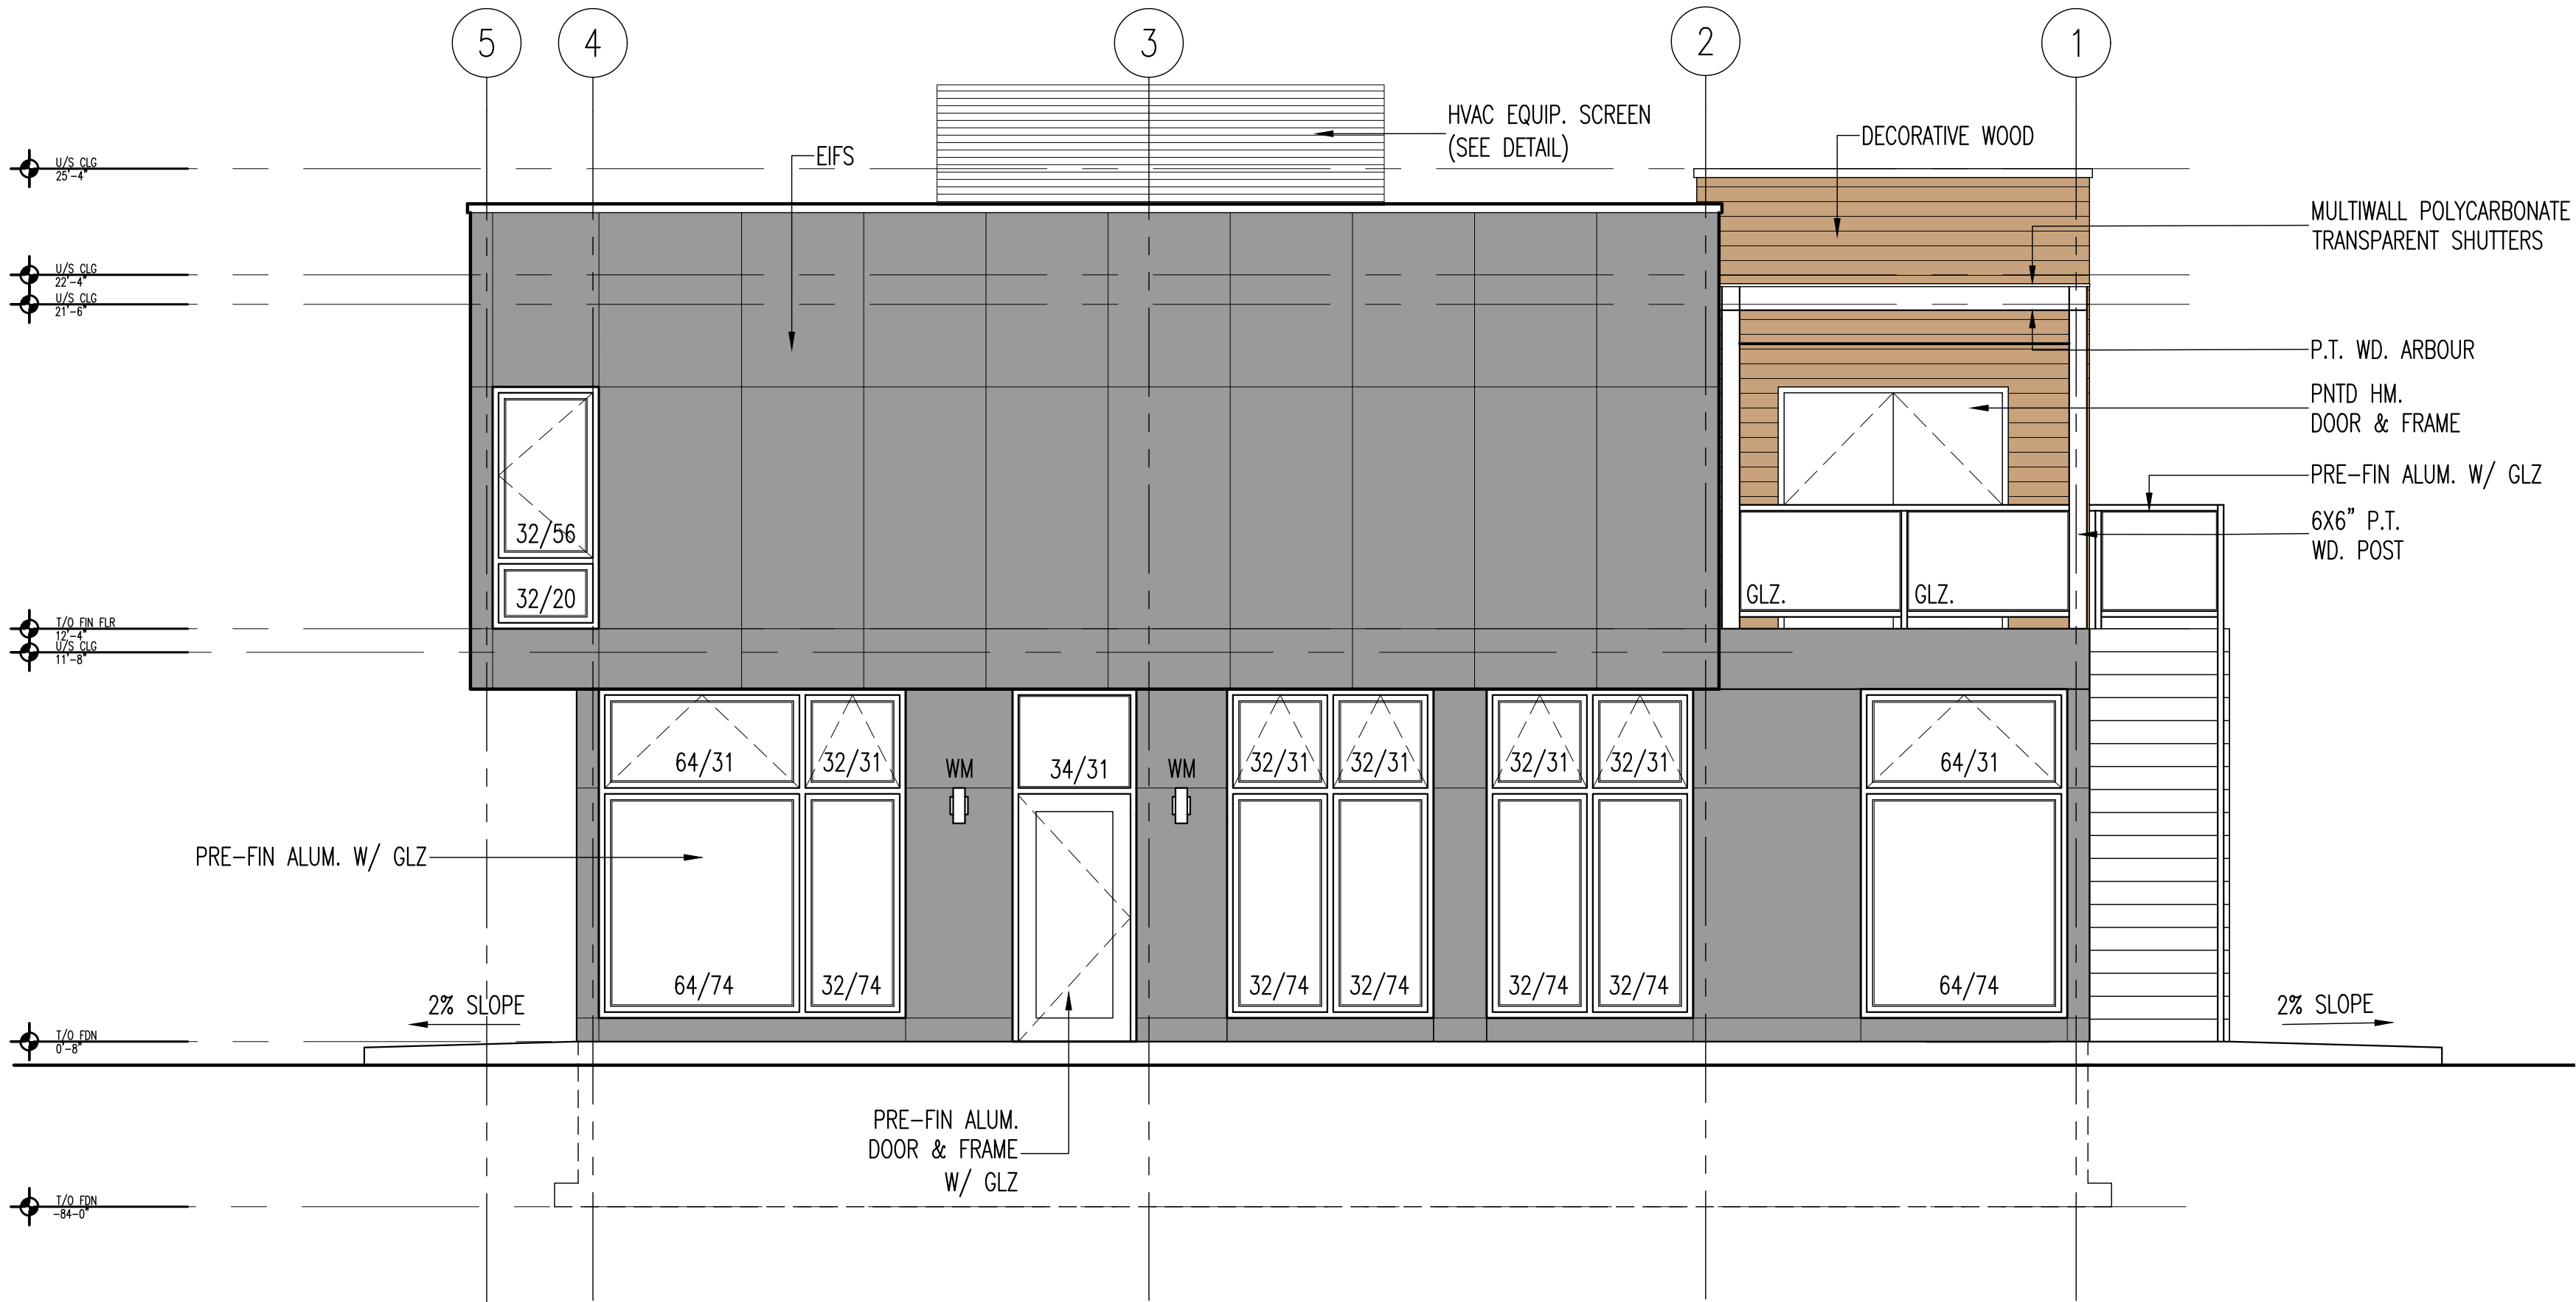 5
4
3
2
1
HVAC EQUIP. SCREEN
(SEE DETAIL)
DECORATIVE WOOD
EIFS
U/S CLG
25'-4"
MULTIWALL POLYCARBONATE
TRANSPARENT SHUTTERS
U/S CLG
22'-4"
U/S CLG
21'-6"
P.T. WD. ARBOUR
PNTD HM.
DOOR & FRAME
PRE-FIN ALUM. W/ GLZ
6X6" P.T.
WD. POST
32/56
32/20
GLZ.
GLZ.
T/O FIN FLR
12'-4"
U/S CLG
11'-8"
64/31
32/31
WM
34/31
WM
32/31
32/31
32/31
32/31
64/31
PRE-FIN ALUM. W/ GLZ
64/74
32/74
32/74
32/74
32/74
32/74
64/74
2% SLOPE
2% SLOPE
T/O FDN
0'-8"
PRE-FIN ALUM.
DOOR & FRAME
W/ GLZ
T/O FDN
-84-0"